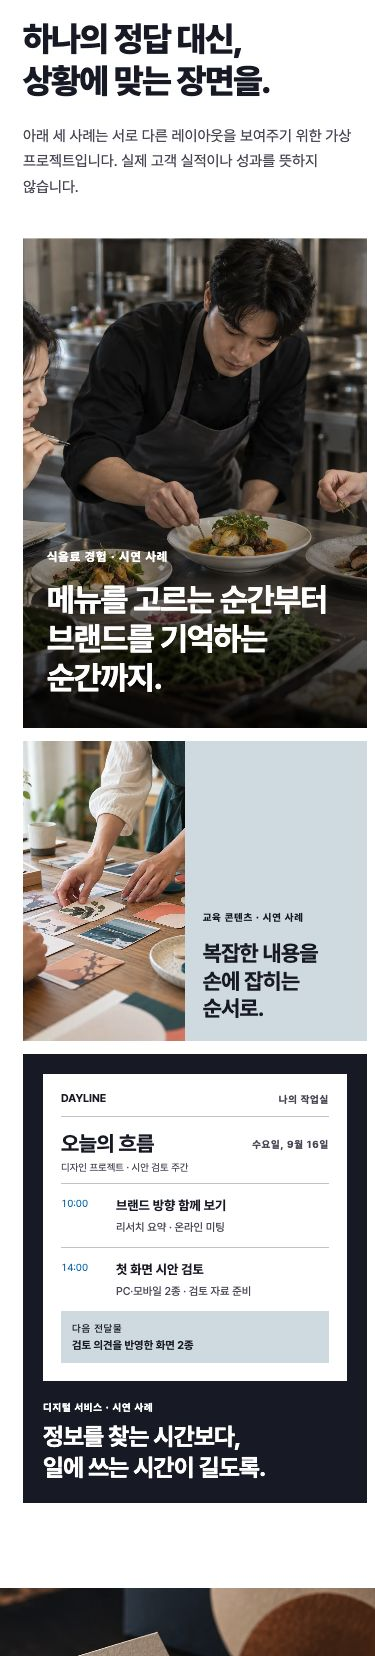 하나의 정답 대신,
상황에 맞는 장면을.
아래 세 사례는 서로 다른 레이아웃을 보여주기 위한 가상
프로젝트입니다. 실제 고객 실적이나 성과를 뜻하지
않습니다.
식음료 경험 · 시연 사례
메뉴를 고르는 순간부터
브랜드를 기억하는
순간까지.
교육 콘텐츠 · 시연 사례
복잡한 내용을
손에 잡히는
순서로.
DAYLINE
나의 작업실
오늘의 흐름
수요일, 9월 16일
디자인 프로젝트 · 시안 검토 주간
10:00
브랜드 방향 함께 보기
리서치 요약 · 온라인 미팅
14:00
첫 화면 시안 검토
PC·모바일 2종 · 검토 자료 준비
다음 전달물
검토 의견을 반영한 화면 2종
디지털 서비스 · 시연 사례
정보를 찾는 시간보다,
일에 쓰는 시간이 길도록.